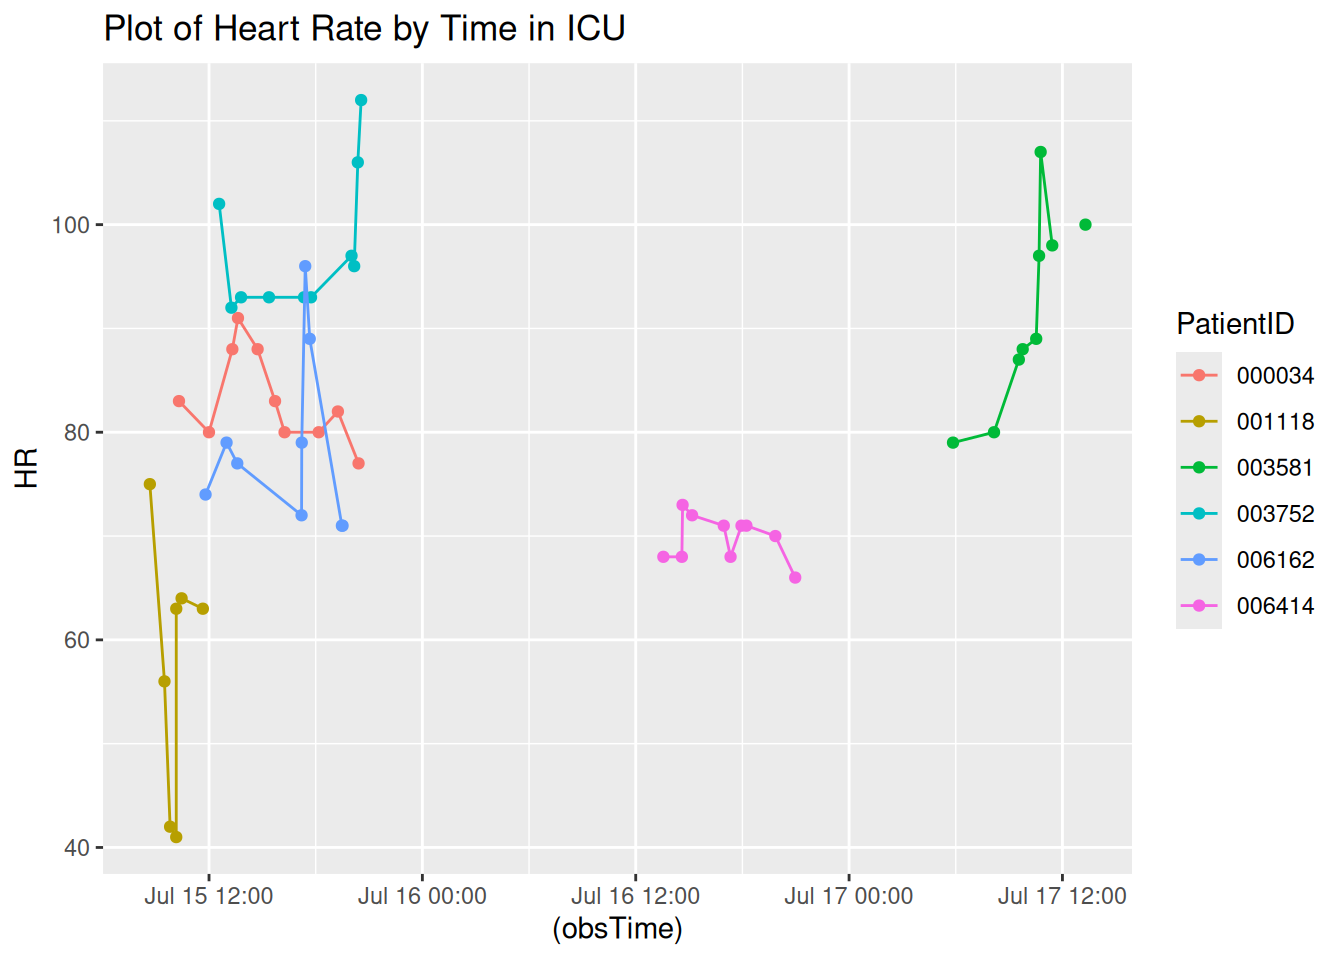 Plot of Heart Rate by Time in ICU
HR
100
80
60
40
Jul 15 12:00 Jul 16 00:00 Jul 16 12:00 Jul 17 00:00 Jul 17 12:00
(obsTime)
PatientID
000034
001118
003581
003752
006162
006414